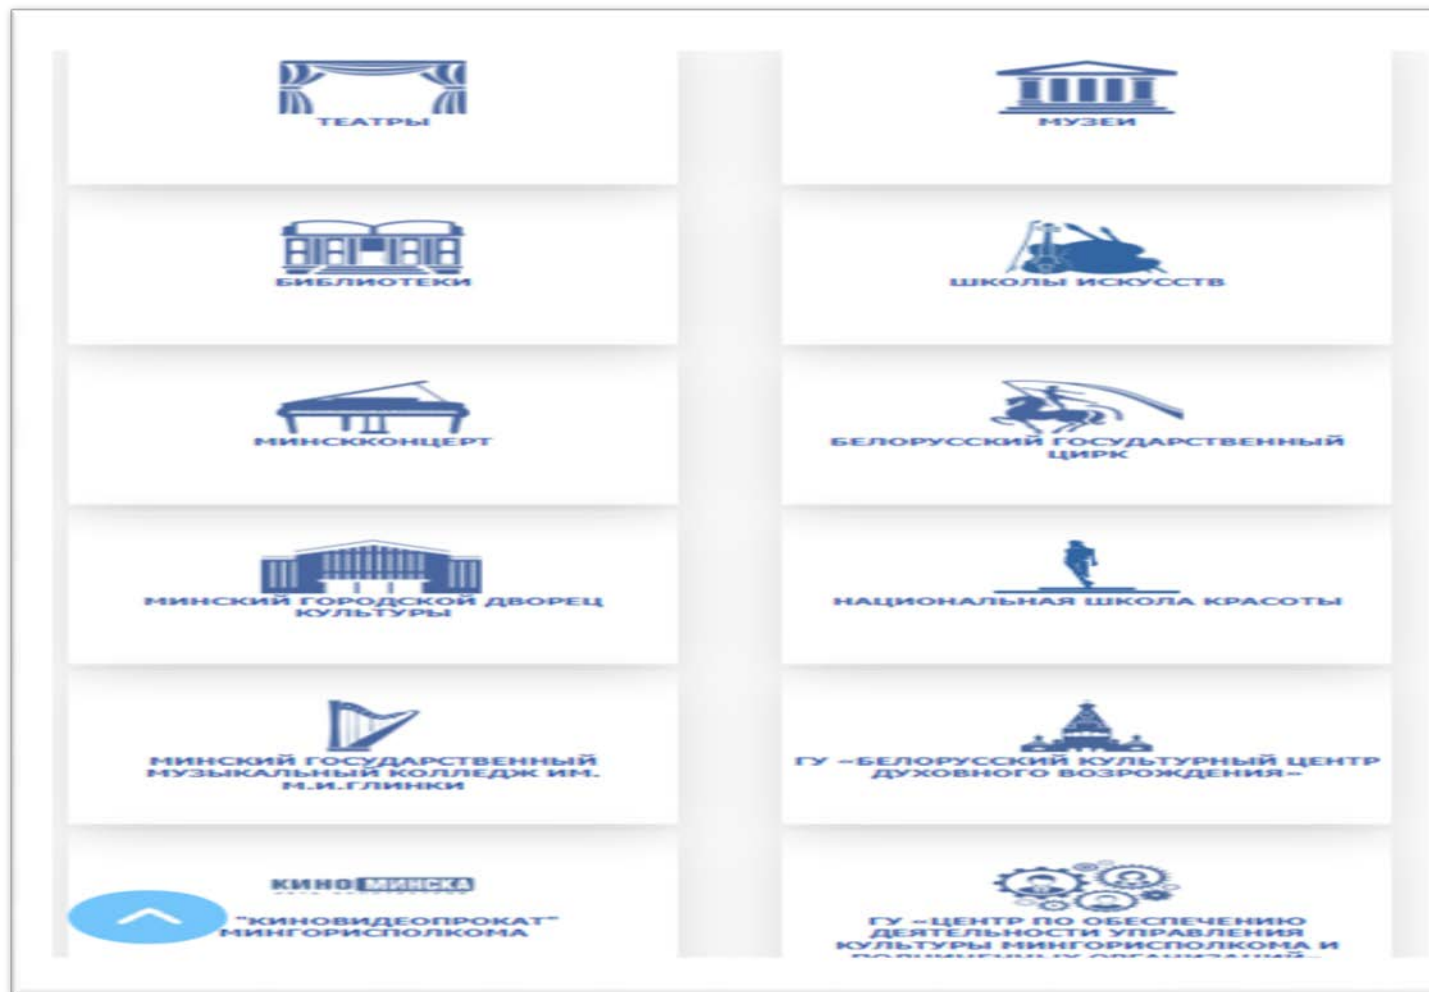 ТЕАТРЫ
МУЗЕИ
БИБЛИОТЕКИ
ШКОЛЫ ИСКУССТВ
МИНСККОНЦЕРТ
БЕЛОРУССКИЙ ГОСУДАРСТВЕННЫЙ
ЦИРК
МИНСКИЙ ГОРОДСКОЙ ДВОРЕЦ
КУЛЬТУРЫ
НАЦИОНАЛЬНАЯ ШКОЛА КРАСОТЫ
МИНСКИЙ ГОСУДАРСТВЕННЫЙ
МУЗЫКАЛЬНЫЙ КОЛЛЕДЖ ИМ.
М.И.ГЛИНКИ
ГУ «БЕЛОРУССКИЙ КУЛЬТУРНЫЙ ЦЕНТР
ДУХОВНОГО ВОЗРОЖДЕНИЯ»
КИНО МИНСКА
"КИНОВИДЕОПРОКАТ"
МИНГОРИСПОЛКОМА
ГУ «ЦЕНТР ПО ОБЕСПЕЧЕНИЮ
ДЕЯТЕЛЬНОСТИ УПРАВЛЕНИЯ
КУЛЬТУРЫ МИНГОРИСПОЛКОМА И